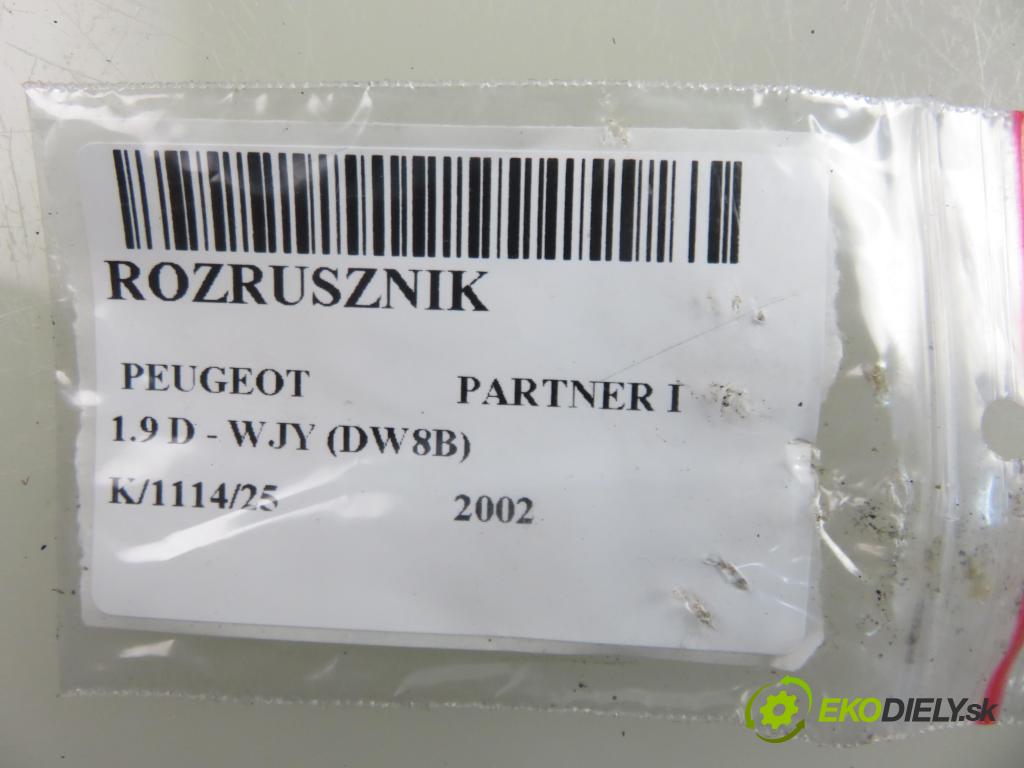 ROZRUSZNIK
PEUGEOT PARTNER I
1.9 D - WJY (DW8B)
K/1114/25 2002
EKODIELY.sk